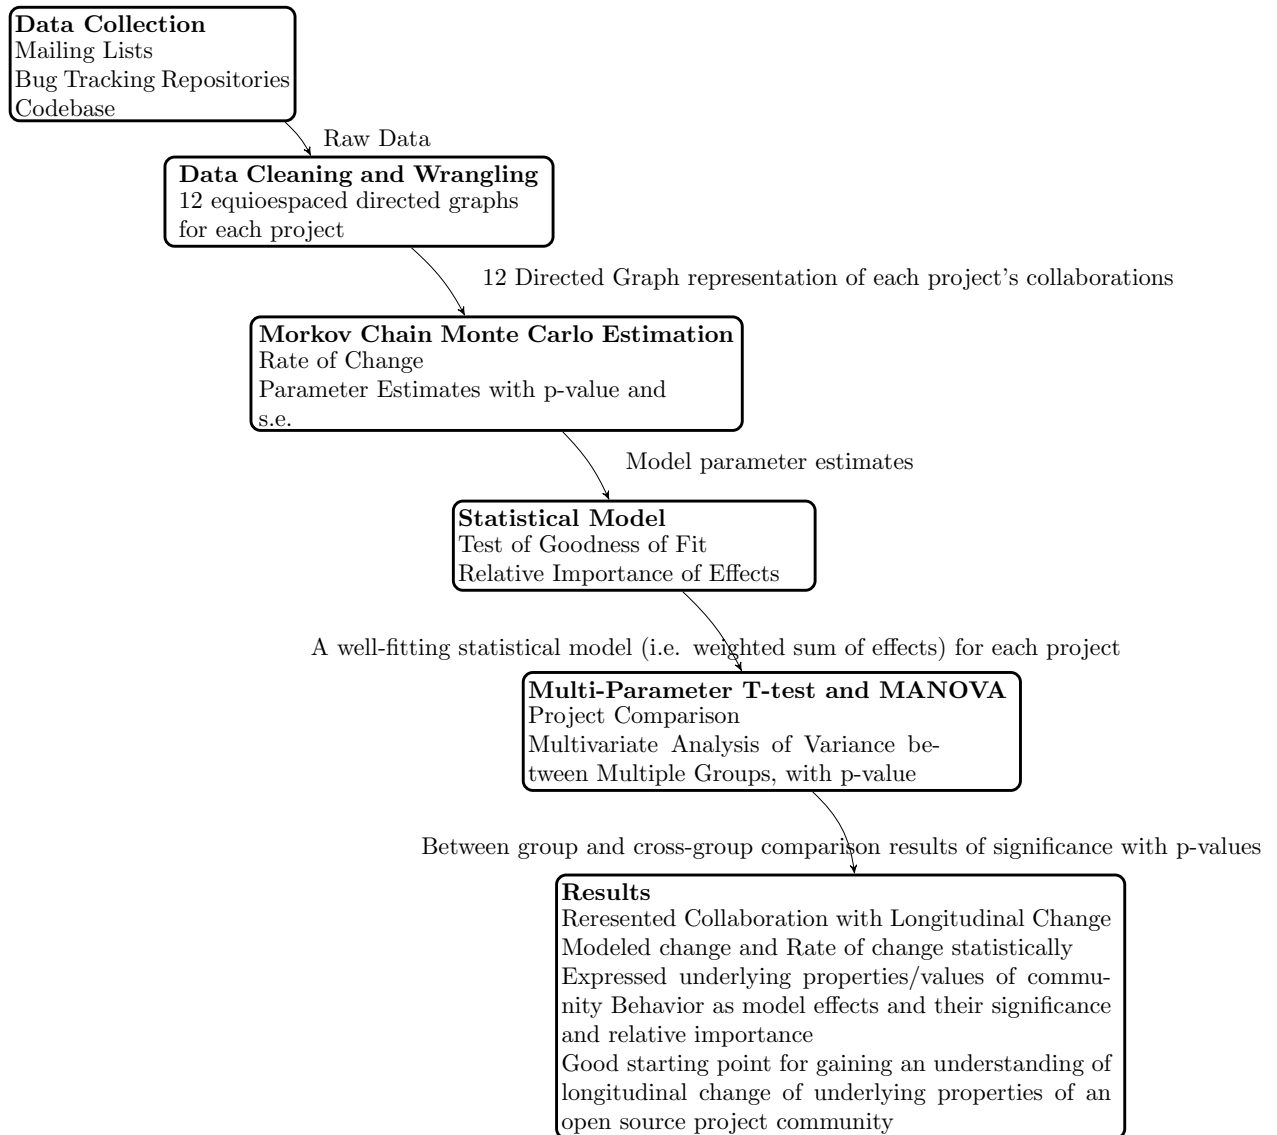 Data Collection
Mailing Lists
Bug Tracking Repositories
Codebase
Raw Data
Data Cleaning and Wrangling
12 equioespaced directed graphs
for each project
12 Directed Graph representation of each project's collaborations
Morkov Chain Monte Carlo Estimation
Rate of Change
Parameter Estimates with p-value and
s.e.
Model parameter estimates
Statistical Model
Test of Goodness of Fit
Relative Importance of Effects
A well-fitting statistical model (i.e. weighted sum of effects) for each project
Multi-Parameter T-test and MANOVA
Project Comparison
Multivariate Analysis of Variance be-
tween Multiple Groups, with p-value
Between group and cross-group comparison results of significance with p-values
Results
Reresented Collaboration with Longitudinal Change
Modeled change and Rate of change statistically
Expressed underlying properties/values of commu-
nity Behavior as model effects and their significance
and relative importance
Good starting point for gaining an understanding of
longitudinal change of underlying properties of an
open source project community